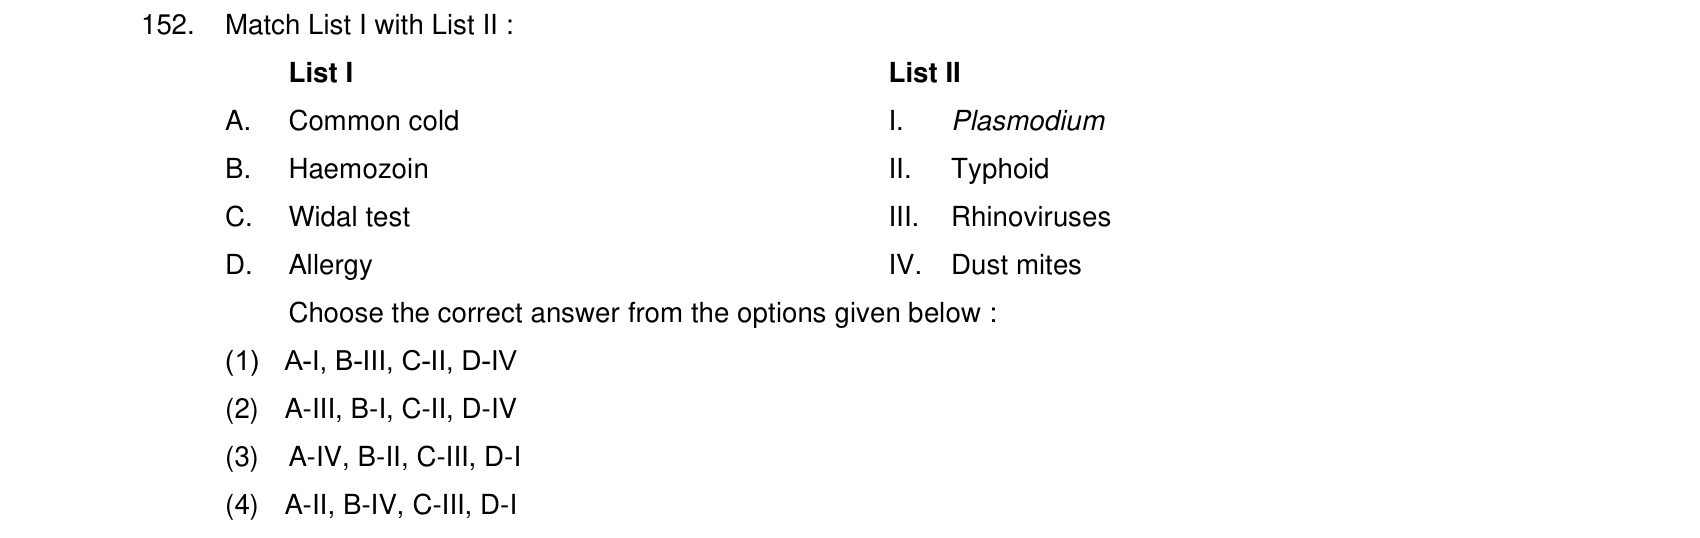 152. Match List I with List II :
List I List II
A. Common cold I. Plasmodium
B. Haemozoin II. Typhoid
C. Widal test III. Rhinoviruses
D. Allergy IV. Dust mites
Choose the correct answer from the options given below :
(1) A-I, B-III, C-II, D-IV
(2) A-III, B-I, C-II, D-IV
(3) A-IV, B-II, C-III, D-I
(4) A-II, B-IV, C-III, D-I